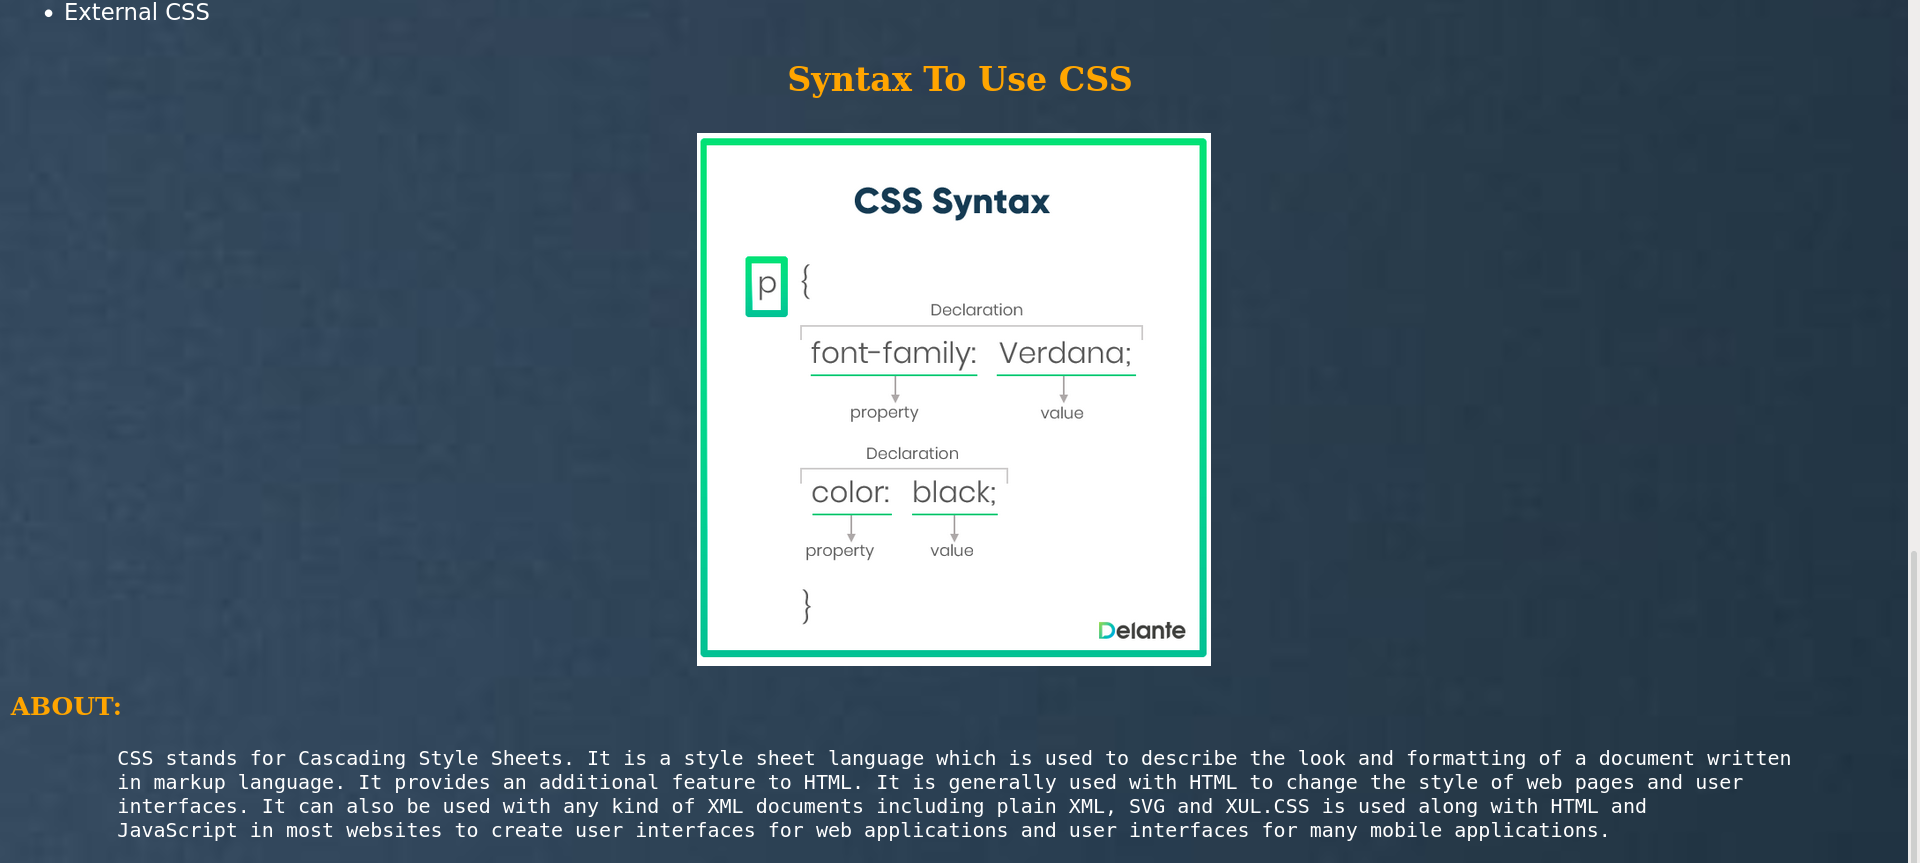 • External CSS
Syntax To Use CSS
CSS Syntax
p {
Declaration
font-family: Verdana;
property value
Declaration
color: black;
property value
}
Delante
ABOUT:
CSS stands for Cascading Style Sheets. It is a style sheet language which is used to describe the look and formatting of a document written
in markup language. It provides an additional feature to HTML. It is generally used with HTML to change the style of web pages and user
interfaces. It can also be used with any kind of XML documents including plain XML, SVG and XUL.CSS is used along with HTML and
JavaScript in most websites to create user interfaces for web applications and user interfaces for many mobile applications.